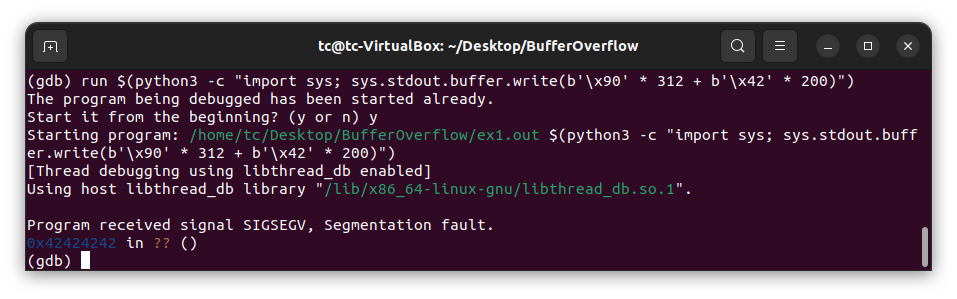 tc@tc-VirtualBox: ~/Desktop/BufferOverflow
(gdb) run $(python3 -c "import sys; sys.stdout.buffer.write(b'\x90' * 312 + b'\x42' * 200)")
The program being debugged has been started already.
Start it from the beginning? (y or n) y
Starting program: /home/tc/Desktop/BufferOverflow/ex1.out $(python3 -c "import sys; sys.stdout.buff
er.write(b'\x90' * 312 + b'\x42' * 200)")
[Thread debugging using libthread_db enabled]
Using host libthread_db library "/lib/x86_64-linux-gnu/libthread_db.so.1".
Program received signal SIGSEGV, Segmentation fault.
0x42424242 in ?? ()
(gdb)